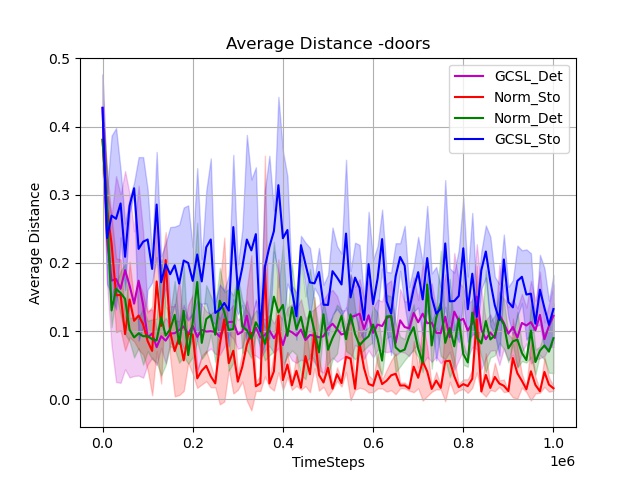 Average Distance -doors
0.5
0.4
0.3
0.2
0.1
0.0
Average Distance
GCSL_Det
Norm_Sto
Norm_Det
GCSL_Sto
0.0 0.2 0.4 0.6 0.8 1.0
TimeSteps
1e6